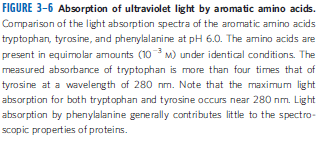 FIGURE 3–6 Absorption of ultraviolet light by aromatic amino acids.
Comparison of the light absorption spectra of the aromatic amino acids
tryptophan, tyrosine, and phenylalanine at pH 6.0. The amino acids are
present in equimolar amounts (10⁻³ M) under identical conditions. The
measured absorbance of tryptophan is more than four times that of
tyrosine at a wavelength of 280 nm. Note that the maximum light
absorption for both tryptophan and tyrosine occurs near 280 nm. Light
absorption by phenylalanine generally contributes little to the spectro-
scopic properties of proteins.